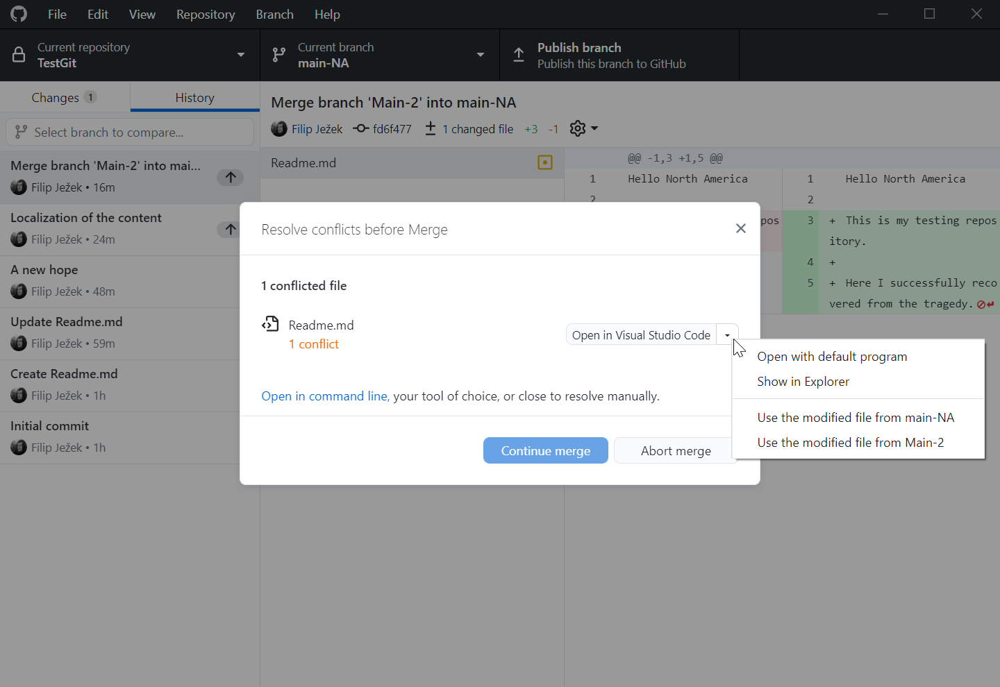 File Edit View Repository Branch Help
Current repository
TestGit
Current branch
main-NA
Publish branch
Publish this branch to GitHub
Changes 1
History
Select branch to compare...
Merge branch 'Main-2' into mai...
Filip Ježek • 16m
Localization of the content
Filip Ježek • 24m
A new hope
Filip Ježek • 48m
Update Readme.md
Filip Ježek • 59m
Create Readme.md
Filip Ježek • 1h
Initial commit
Filip Ježek • 1h
Merge branch 'Main-2' into main-NA
Filip Ježek fd6f477 1 changed file +3 -1
Readme.md
@@ -1,3 +1,5 @@
1 Hello North America 1 Hello North America
2 2
pos 3 + This is my testing repos
itory.
4 +
5 + Here I successfully reco
vered from the tragedy.
Resolve conflicts before Merge
1 conflicted file
Readme.md
1 conflict
Open in Visual Studio Code
Open in command line, your tool of choice, or close to resolve manually.
Continue merge
Abort merge
Open with default program
Show in Explorer
Use the modified file from main-NA
Use the modified file from Main-2